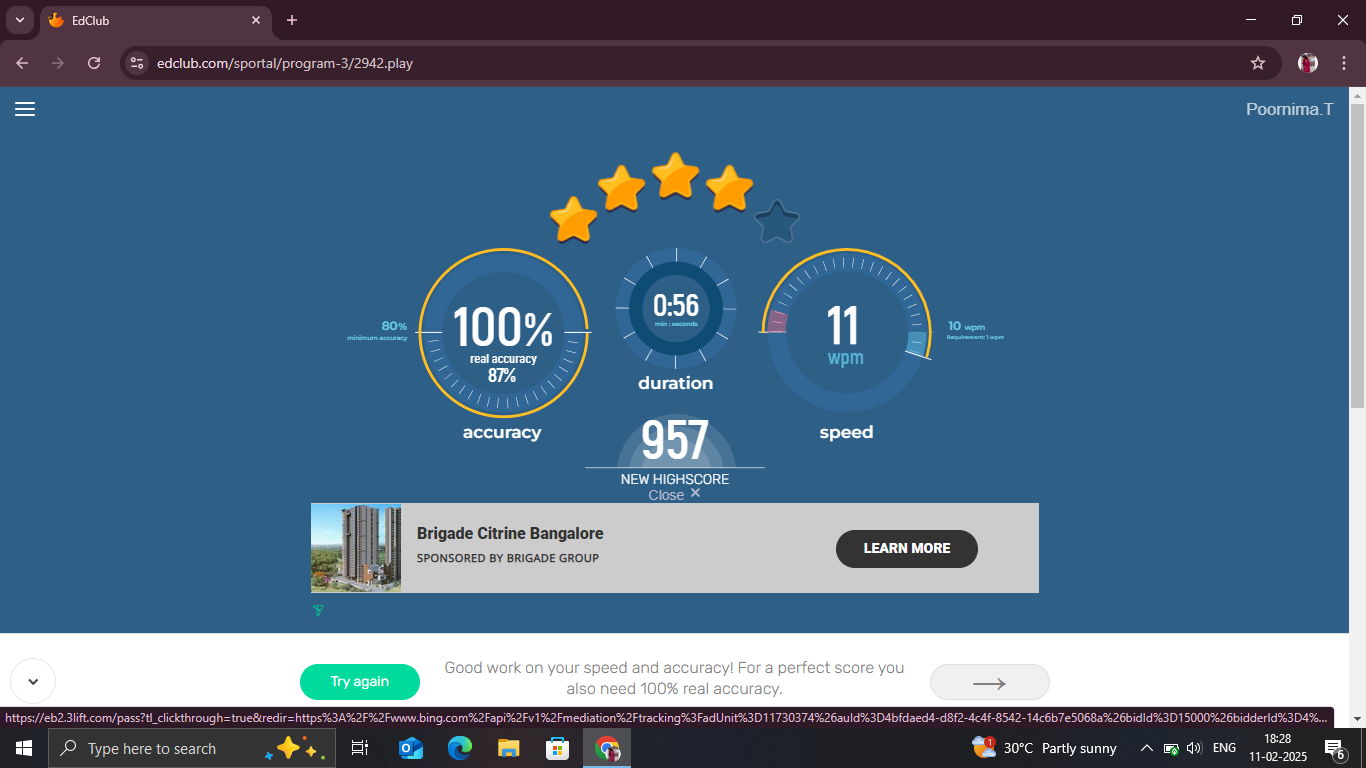 EdClub
edclub.com/sportal/program-3/2942.play
Poornima.T
80%
minimum accuracy
100%
real accuracy
87%
accuracy
0:56
min : seconds
duration
11
wpm
speed
10 wpm
Requirement: 1 wpm
957
NEW HIGHSCORE
Close
Brigade Citrine Bangalore
SPONSORED BY BRIGADE GROUP
LEARN MORE
Try again
Good work on your speed and accuracy! For a perfect score you
also need 100% real accuracy.
https://eb2.3lift.com/pass?tl_clickthrough=true&redir=https%3A%2F%2Fwww.bing.com%2Fapi%2Fv1%2Fmediation%2Ftracking%3FadUnit%3D11730374%26auId%3D4bfdaed4-d8f2-4c4f-8542-14c6b7e5068a%26bidId%3D15000%26bidderId%3D4%...
Type here to search
1
30°C Partly sunny
ENG
18:28
11-02-2025
6